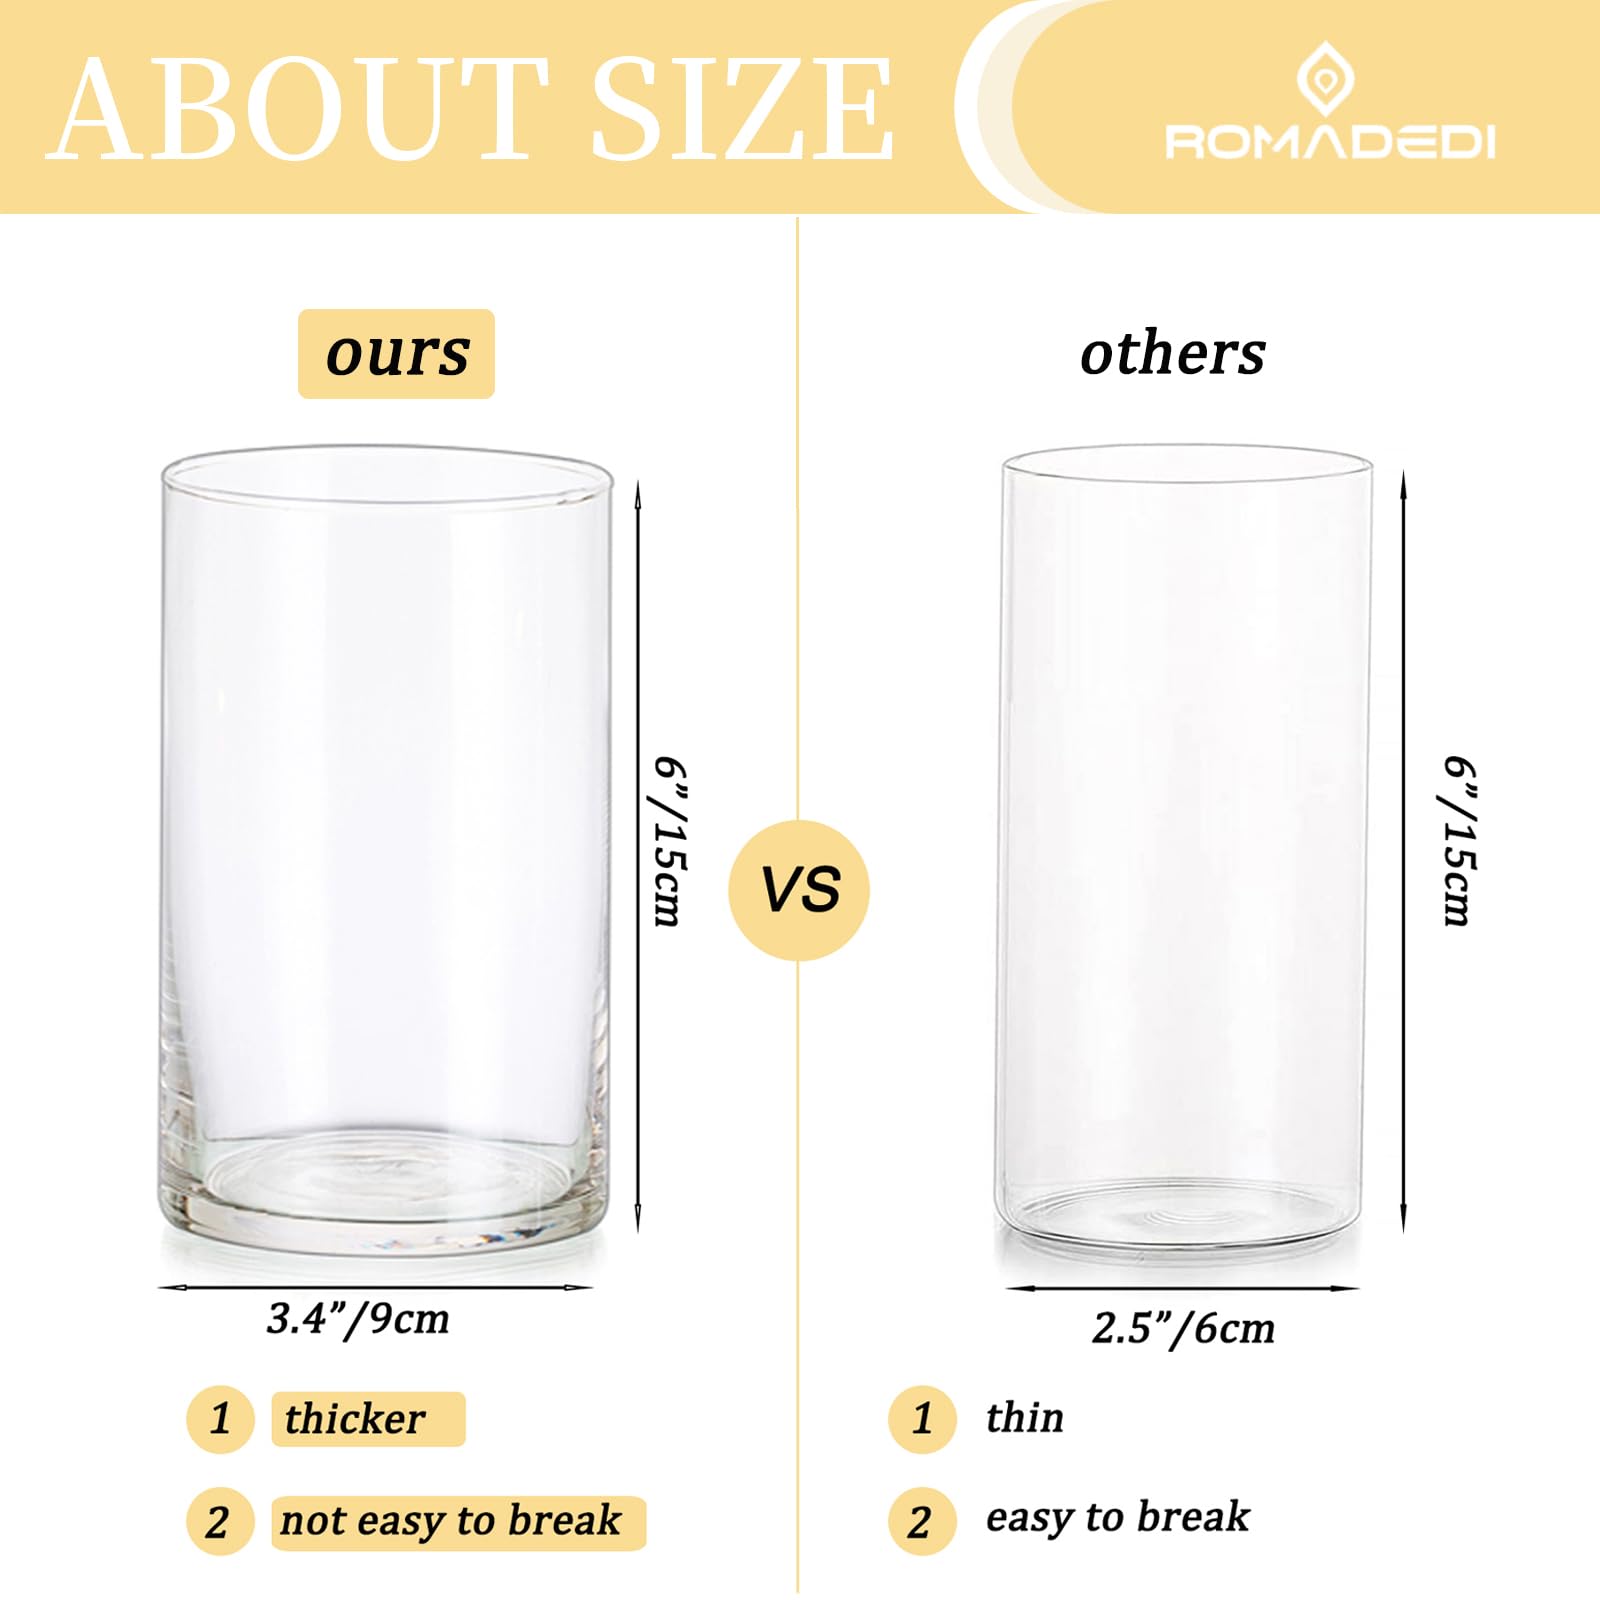 ABOUT SIZE
ROMADEDI
ours
others
6”/15cm
6”/15cm
VS
3.4”/9cm
2.5”/6cm
1 thicker
1 thin
2 not easy to break
2 easy to break